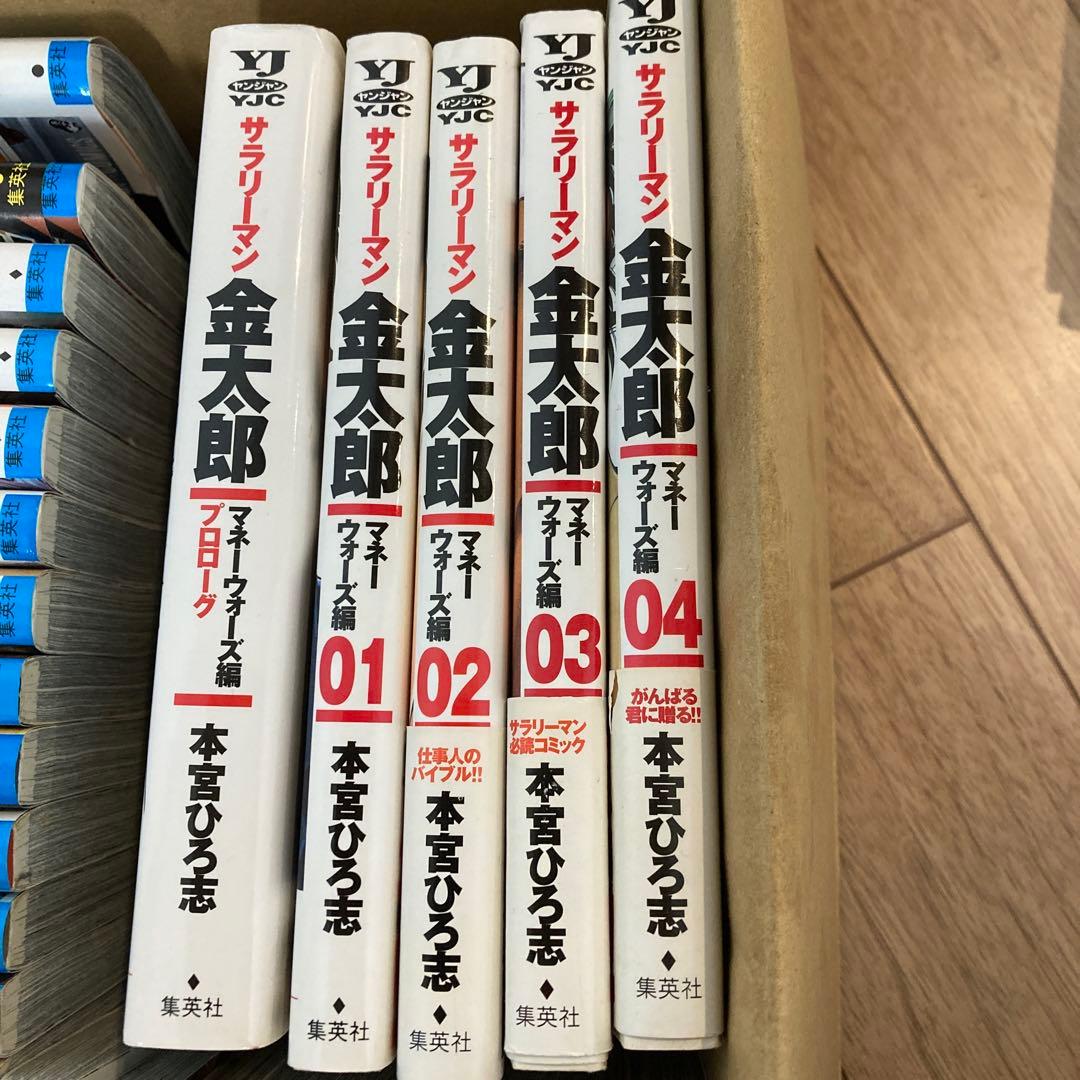 集英社
集英社
集英社
集英社
集英社
集英社
集英社
YJ
ヤンジャン
YJC
サラリーマン
金太郎
マネーウォーズ編
プロローグ
本宮ひろ志
集英社
YJ
ヤンジャン
YJC
サラリーマン
金太郎
マネー
ウォーズ編
01
本宮ひろ志
集英社
YJ
ヤンジャン
YJC
サラリーマン
金太郎
マネー
ウォーズ編
02
仕事人の
バイブル!!
本宮ひろ志
集英社
YJ
ヤンジャン
YJC
サラリーマン
金太郎
マネー
ウォーズ編
03
サラリーマン
必読コミック
本宮ひろ志
集英社
YJ
ヤンジャン
YJC
サラリーマン
金太郎
マネー
ウォーズ編
04
がんばる
君に贈る!!
本宮ひろ志
集英社